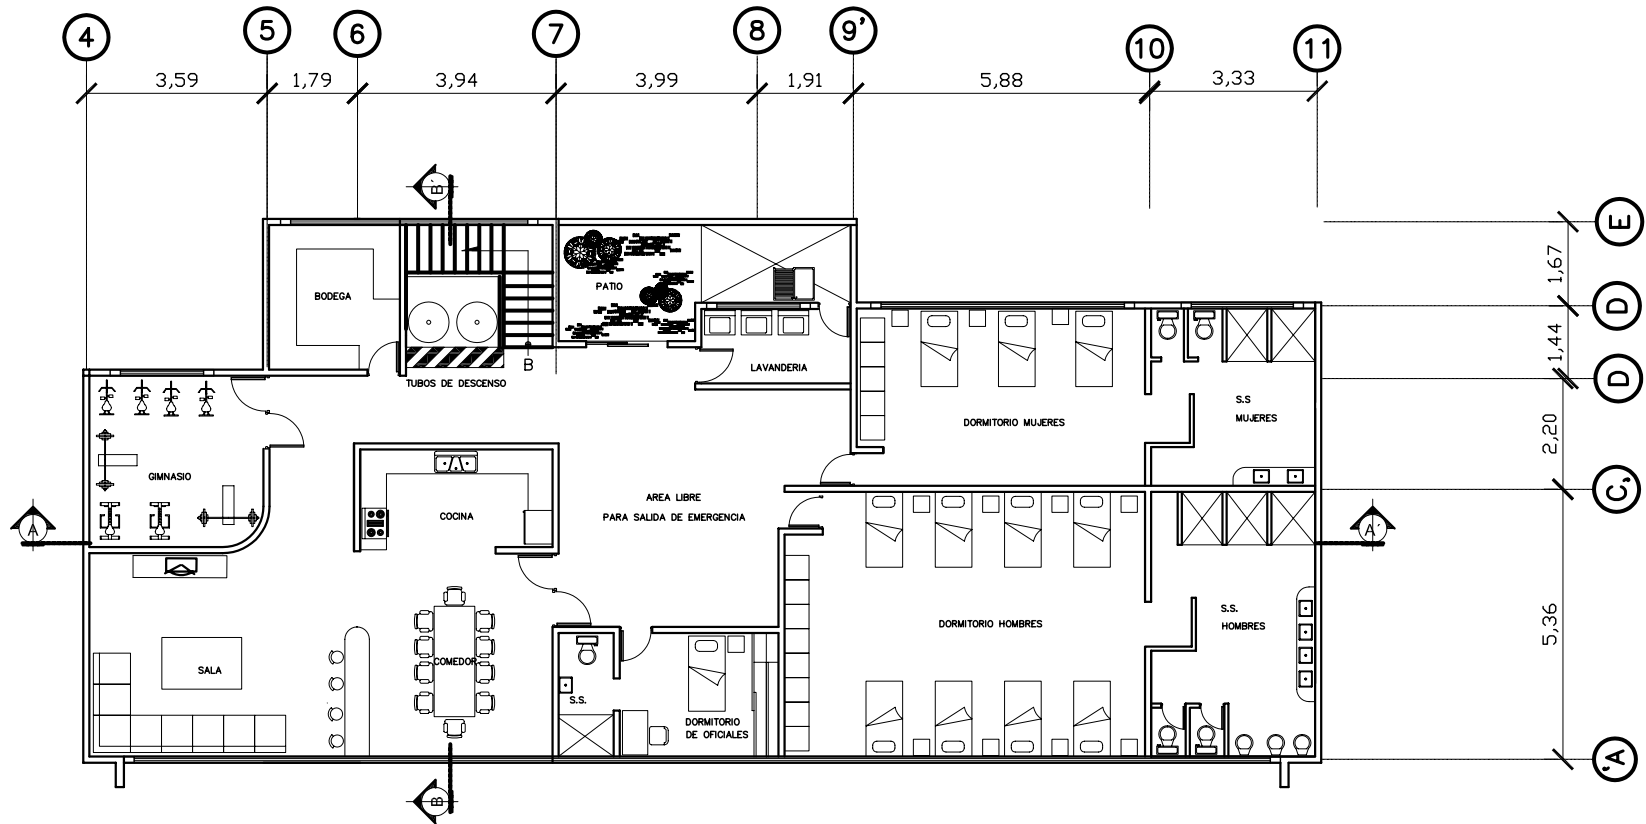 4
5
6
7
8
9'
10
11
3,59
1,79
3,94
3,99
1,91
5,88
3,33
B'
E
1,67
D
1,44
D
2,20
C'
5,36
'A
BODEGA
PATIO
B
TUBOS DE DESCENSO
LAVANDERIA
DORMITORIO MUJERES
S.S
MUJERES
GIMNASIO
COCINA
AREA LIBRE
PARA SALIDA DE EMERGENCIA
A
A'
SALA
COMEDOR
S.S.
DORMITORIO
DE OFICIALES
DORMITORIO HOMBRES
S.S.
HOMBRES
B'